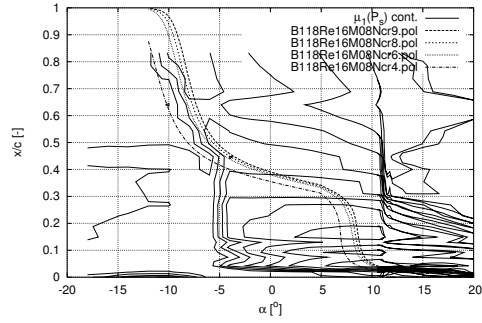 μ₁(Pₛ) cont.
B118Re16M08Ncr9.pol
B118Re16M08Ncr8.pol
B118Re16M08Ncr6.pol
B118Re16M08Ncr4.pol
1
0.9
0.8
0.7
0.6
0.5
0.4
0.3
0.2
0.1
0
x/c [-]
-20 -15 -10 -5 0 5 10 15 20
α [°]